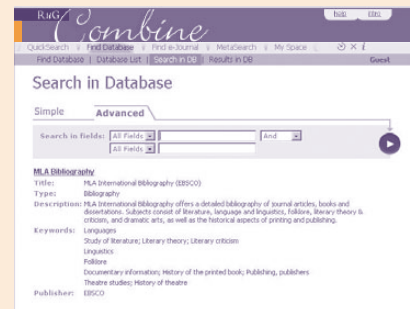 RUG Combine
QuickSearch Find Database Find e-Journal MetaSearch My Space
Find Database | Database List | Search in DB | Results in DB Guest
Search in Database
Simple Advanced
Search in fields: All Fields And
All Fields
MLA Bibliography
Title: MLA International Bibliography (EBSCO)
Type: Bibliography
Description: MLA International Bibliography offers a detailed bibliography of journal articles, books and
dissertations. Subjects consist of literature, language and linguistics, folklore, literary theory &
criticism, and dramatic arts, as well as the historical aspects of printing and publishing.
Keywords: Languages
Study of literature; Literary theory; Literary criticism
Linguistics
Folklore
Documentary information; History of the printed book; Publishing, publishers
Theatre studies; History of theatre
Publisher: EBSCO